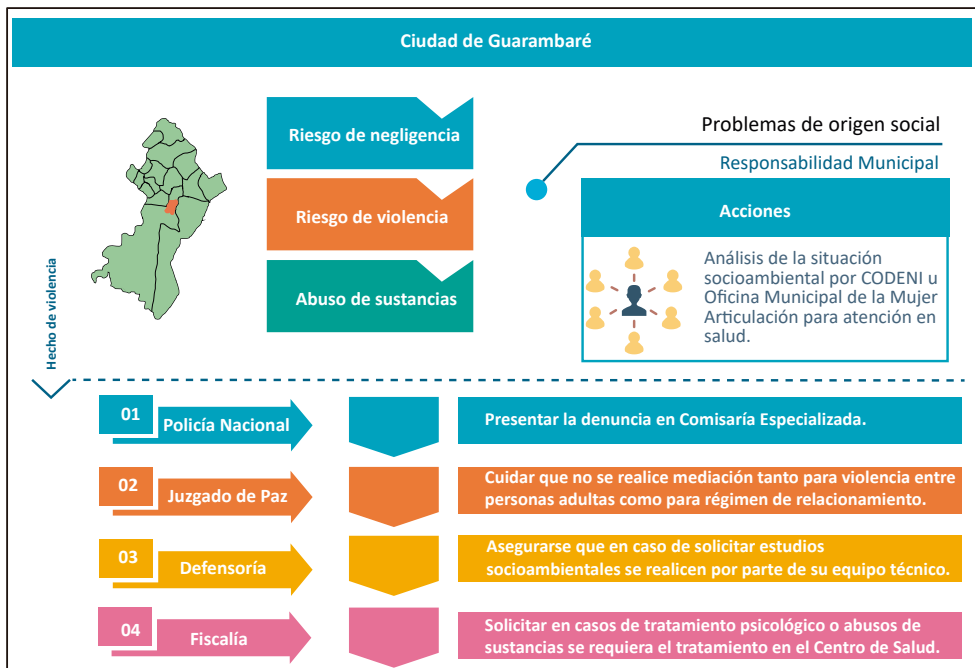 Ciudad de Guarambaré
Riesgo de negligencia
Riesgo de violencia
Abuso de sustancias
Problemas de origen social
Responsabilidad Municipal
Acciones
Análisis de la situación
socioambiental por CODENI u
Oficina Municipal de la Mujer
Articulación para atención en
salud.
Hecho de violencia
01
Policía Nacional
Presentar la denuncia en Comisaría Especializada.
02
Juzgado de Paz
Cuidar que no se realice mediación tanto para violencia entre
personas adultas como para régimen de relacionamiento.
03
Defensoría
Asegurarse que en caso de solicitar estudios
socioambientales se realicen por parte de su equipo técnico.
04
Fiscalía
Solicitar en casos de tratamiento psicológico o abusos de
sustancias se requiera el tratamiento en el Centro de Salud.